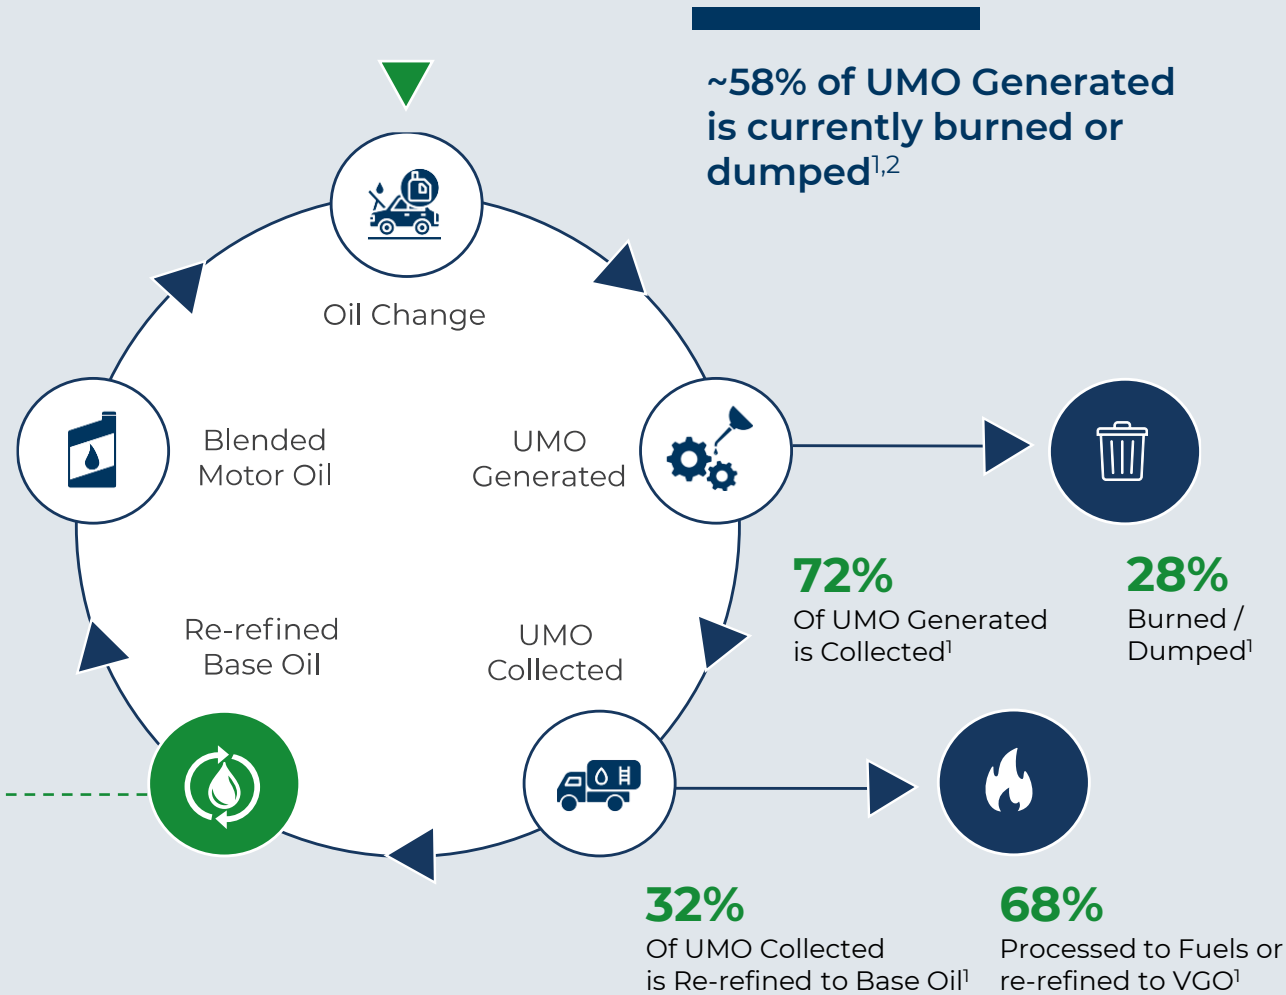 ~58% of UMO Generated
is currently burned or
dumped¹,²
Oil Change
Blended
Motor Oil
UMO
Generated
72%
Of UMO Generated
is Collected¹
28%
Burned /
Dumped¹
Re-refined
Base Oil
UMO
Collected
32%
Of UMO Collected
is Re-refined to Base Oil¹
68%
Processed to Fuels or
re-refined to VGO¹